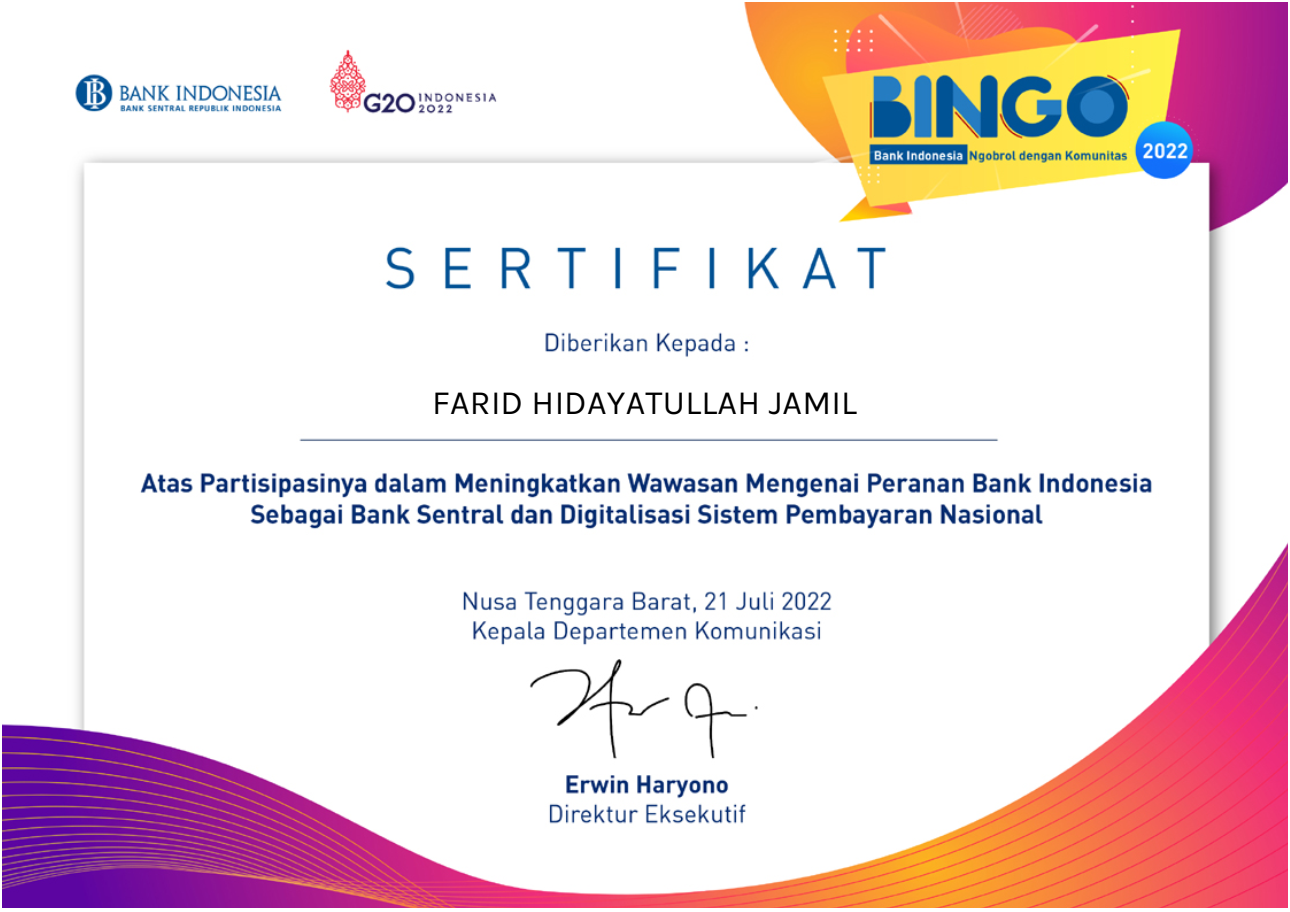 BANK INDONESIA
BANK SENTRAL REPUBLIK INDONESIA
G20 INDONESIA 2022
BINGO
Bank Indonesia Ngobrol dengan Komunitas
2022
SERTIFIKAT
Diberikan Kepada :
FARID HIDAYATULLAH JAMIL
Atas Partisipasinya dalam Meningkatkan Wawasan Mengenai Peranan Bank Indonesia
Sebagai Bank Sentral dan Digitalisasi Sistem Pembayaran Nasional
Nusa Tenggara Barat, 21 Juli 2022
Kepala Departemen Komunikasi
Erwin Haryono
Direktur Eksekutif